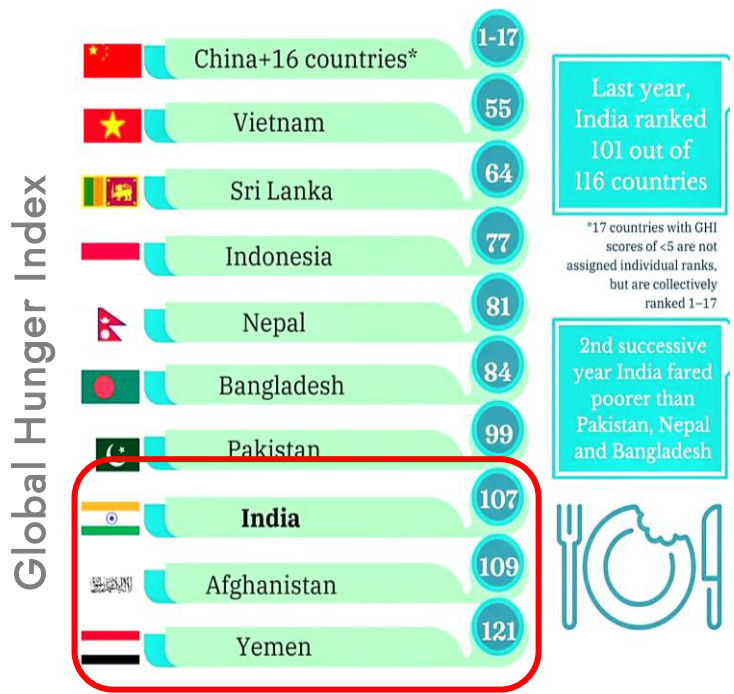 Global Hunger Index
China+16 countries*
1-17
Vietnam
55
Sri Lanka
64
Indonesia
77
Nepal
81
Bangladesh
84
Pakistan
99
India
107
Afghanistan
109
Yemen
121
Last year,
India ranked
101 out of
116 countries
*17 countries with GHI
scores of <5 are not
assigned individual ranks,
but are collectively
ranked 1–17
2nd successive
year India fared
poorer than
Pakistan, Nepal
and Bangladesh